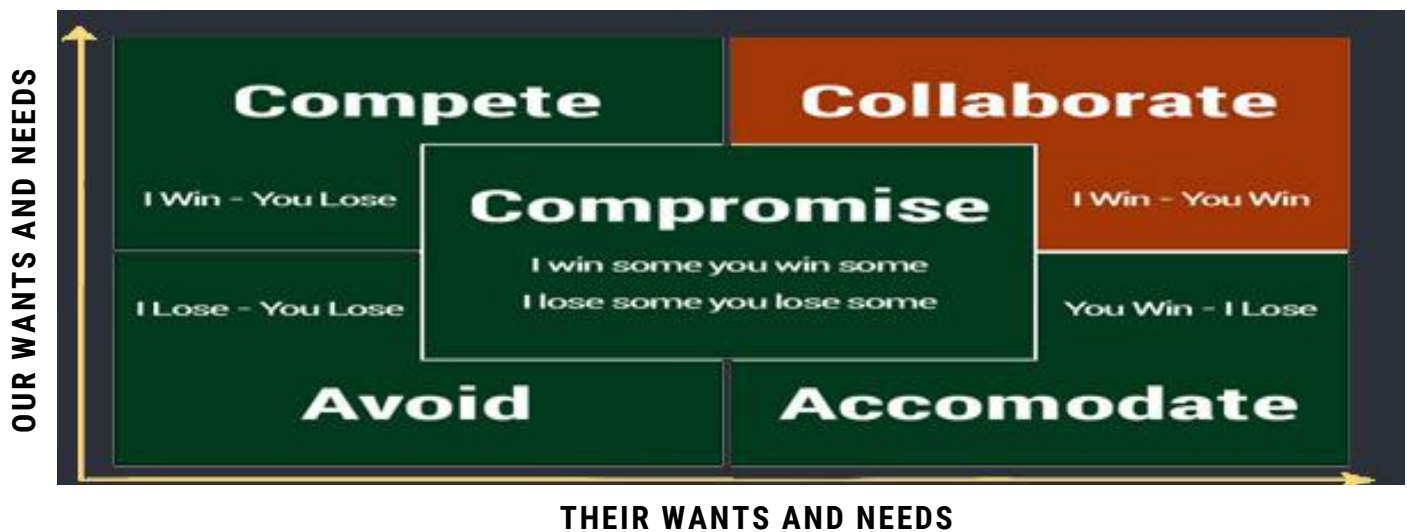 OUR WANTS AND NEEDS
Compete
I Win - You Lose
Collaborate
I Win - You Win
Compromise
I win some you win some
I lose some you lose some
I Lose - You Lose
Avoid
You Win - I Lose
Accomodate
THEIR WANTS AND NEEDS